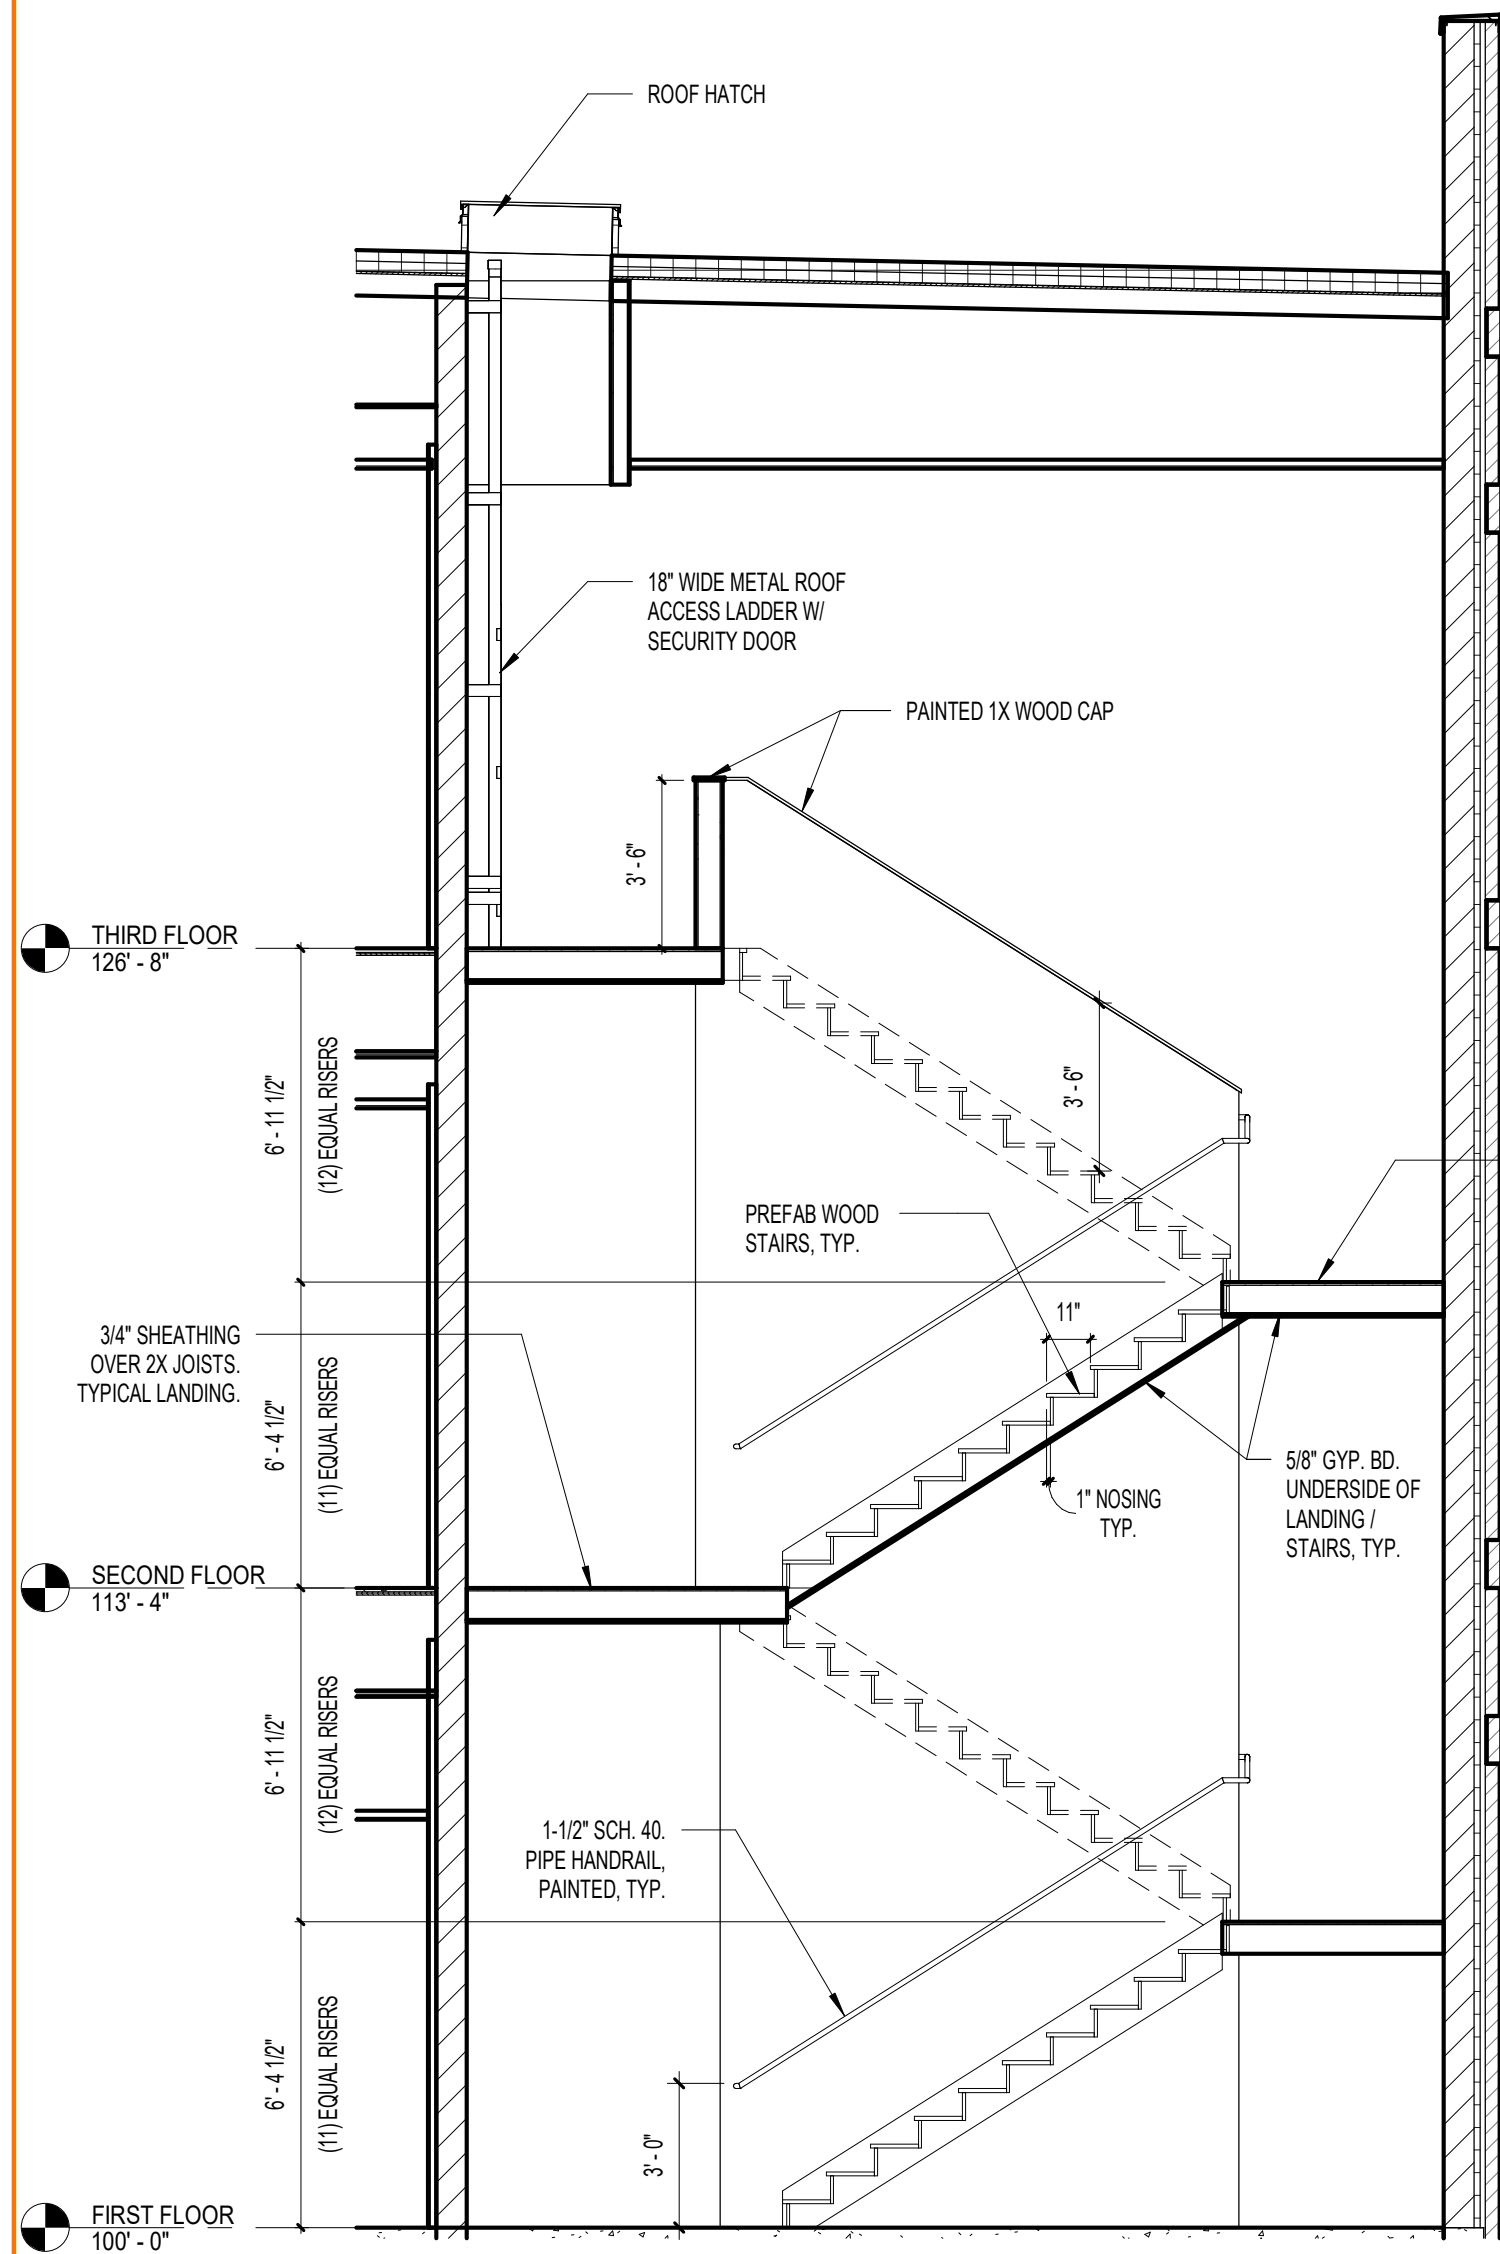 ROOF HATCH
18" WIDE METAL ROOF
ACCESS LADDER W/
SECURITY DOOR
PAINTED 1X WOOD CAP
3' - 6"
THIRD FLOOR
126' - 8"
6' - 11 1/2"
(12) EQUAL RISERS
3' - 6"
PREFAB WOOD
STAIRS, TYP.
11"
3/4" SHEATHING
OVER 2X JOISTS.
TYPICAL LANDING.
6' - 4 1/2"
(11) EQUAL RISERS
1" NOSING
TYP.
5/8" GYP. BD.
UNDERSIDE OF
LANDING /
STAIRS, TYP.
SECOND FLOOR
113' - 4"
6' - 11 1/2"
(12) EQUAL RISERS
1-1/2" SCH. 40.
PIPE HANDRAIL,
PAINTED, TYP.
6' - 4 1/2"
(11) EQUAL RISERS
3' - 0"
FIRST FLOOR
100' - 0"